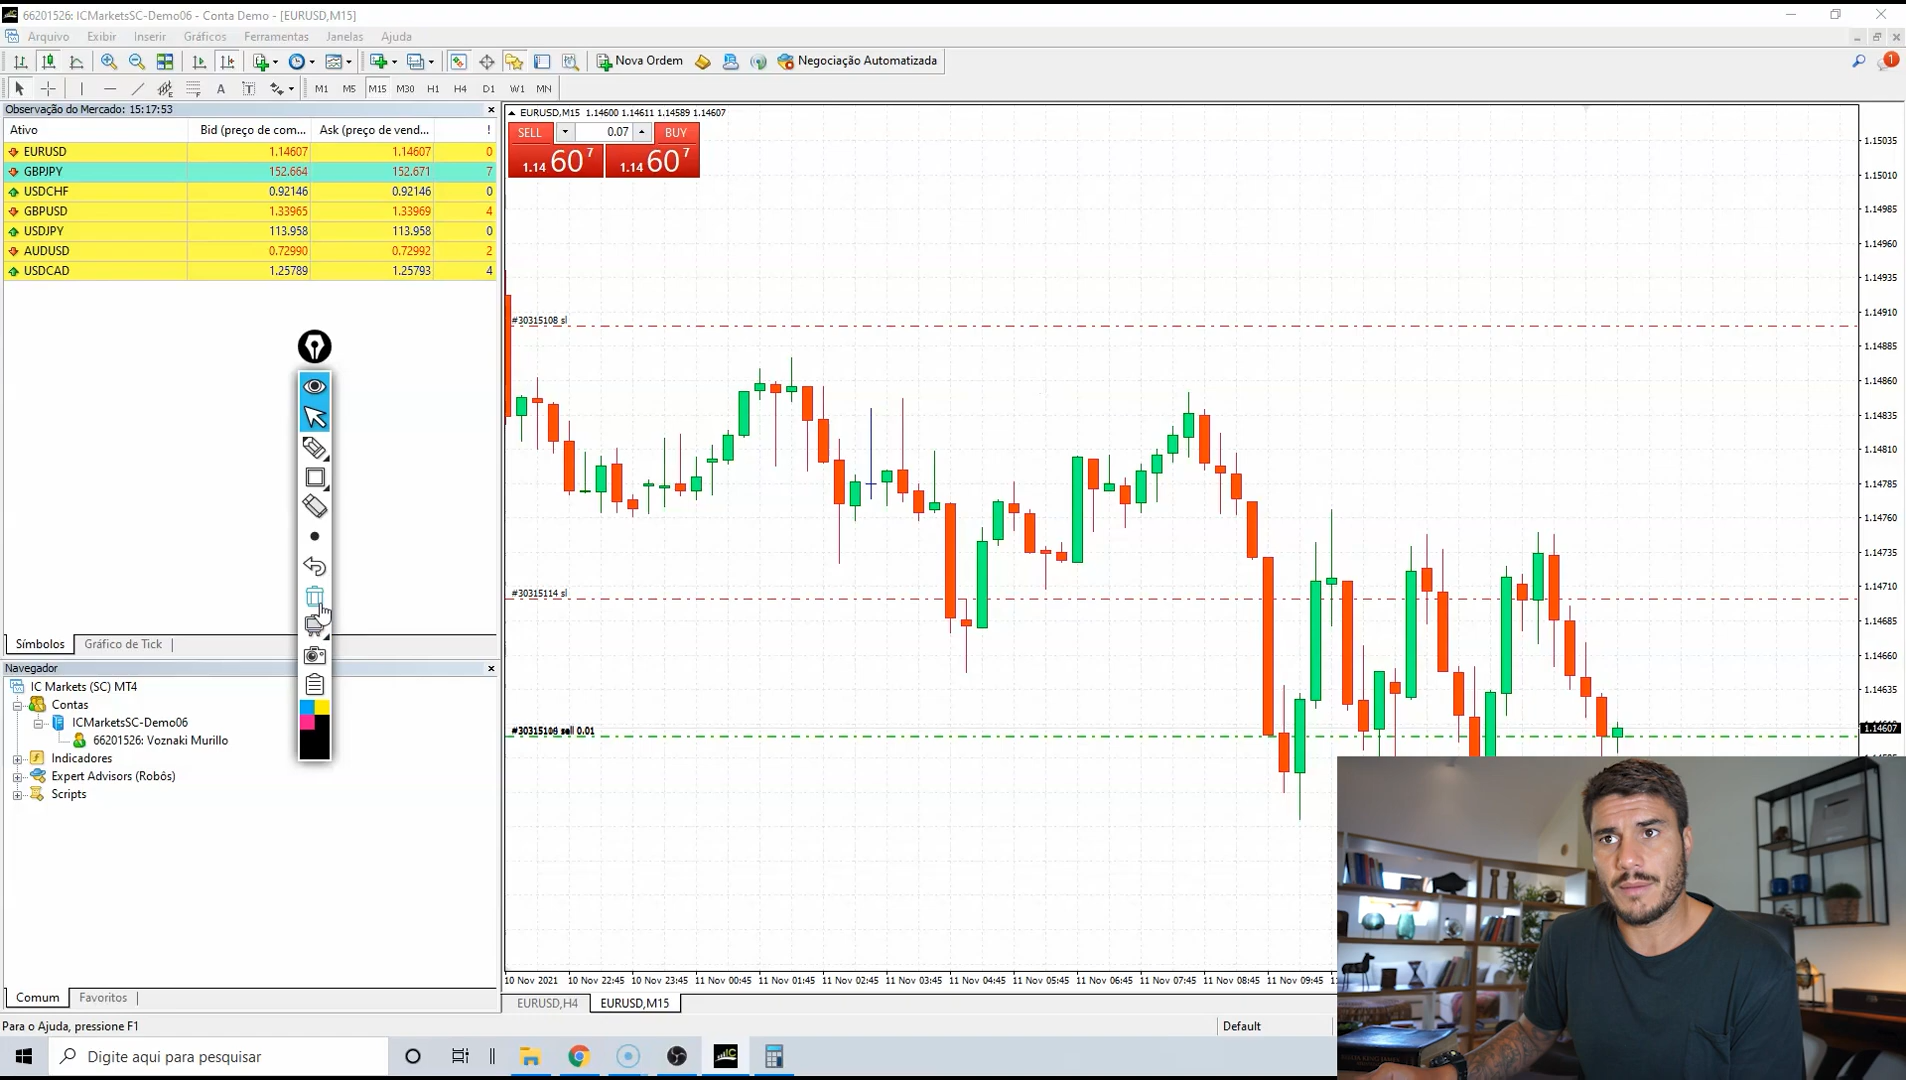 66201526: ICMarketsSC-Demo06 - Conta Demo - [EURUSD,M15]
Arquivo Exibir Inserir Gráficos Ferramentas Janelas Ajuda
Nova Ordem Negociação Automatizada 1
A T M1 M5 M15 M30 H1 H4 D1 W1 MN
Observação do Mercado: 15:17:53
Ativo Bid (preço de com... Ask (preço de vend... !
EURUSD 1.14607 1.14607 0
GBPJPY 152.664 152.671 7
USDCHF 0.92146 0.92146 0
GBPUSD 1.33965 1.33969 4
USDJPY 113.958 113.958 0
AUDUSD 0.72990 0.72992 2
USDCAD 1.25789 1.25793 4
Símbolos Gráfico de Tick
Navegador
IC Markets (SC) MT4
Contas
ICMarketsSC-Demo06
66201526: Voznaki Murillo
Indicadores
Expert Advisors (Robôs)
Scripts
Comum Favoritos
EURUSD,M15 1.14600 1.14611 1.14589 1.14607
SELL 0.07 BUY
1.14 60 7 1.14 60 7
#30315108 sl
#30315114 sl
sell 0.01
1.15035
1.15010
1.14985
1.14960
1.14935
1.14910
1.14885
1.14860
1.14835
1.14810
1.14785
1.14760
1.14735
1.14710
1.14685
1.14660
1.14635
1.14607
10 Nov 2021 10 Nov 22:45 10 Nov 23:45 11 Nov 00:45 11 Nov 01:45 11 Nov 02:45 11 Nov 03:45 11 Nov 04:45 11 Nov 05:45 11 Nov 06:45 11 Nov 07:45 11 Nov 08:45 11 Nov 09:45
EURUSD,H4 EURUSD,M15
Para o Ajuda, pressione F1 Default
Digite aqui para pesquisar
IC